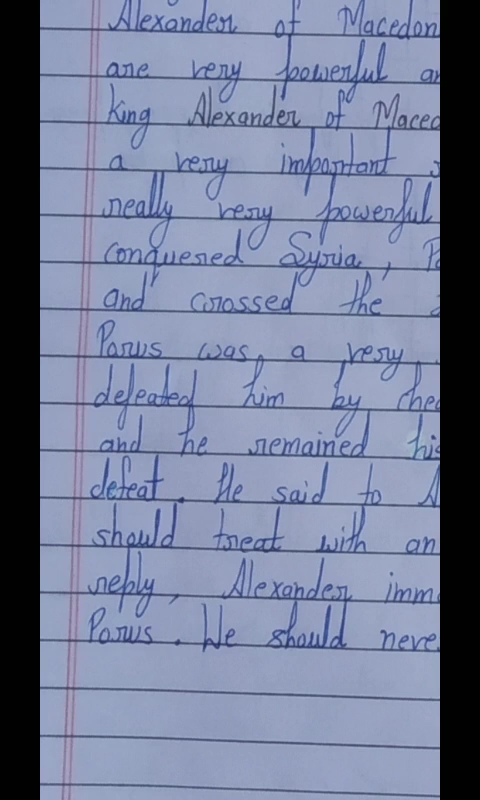 Alexander of Macedon
are very powerful
king Alexander of Maced
a very important
really very powerful
conquered Syria,
and crossed the
Porus was a very
defeated him by
and he remained
defeat. He said to A
should treat with an
reply, Alexander imm
Porus. We should neve